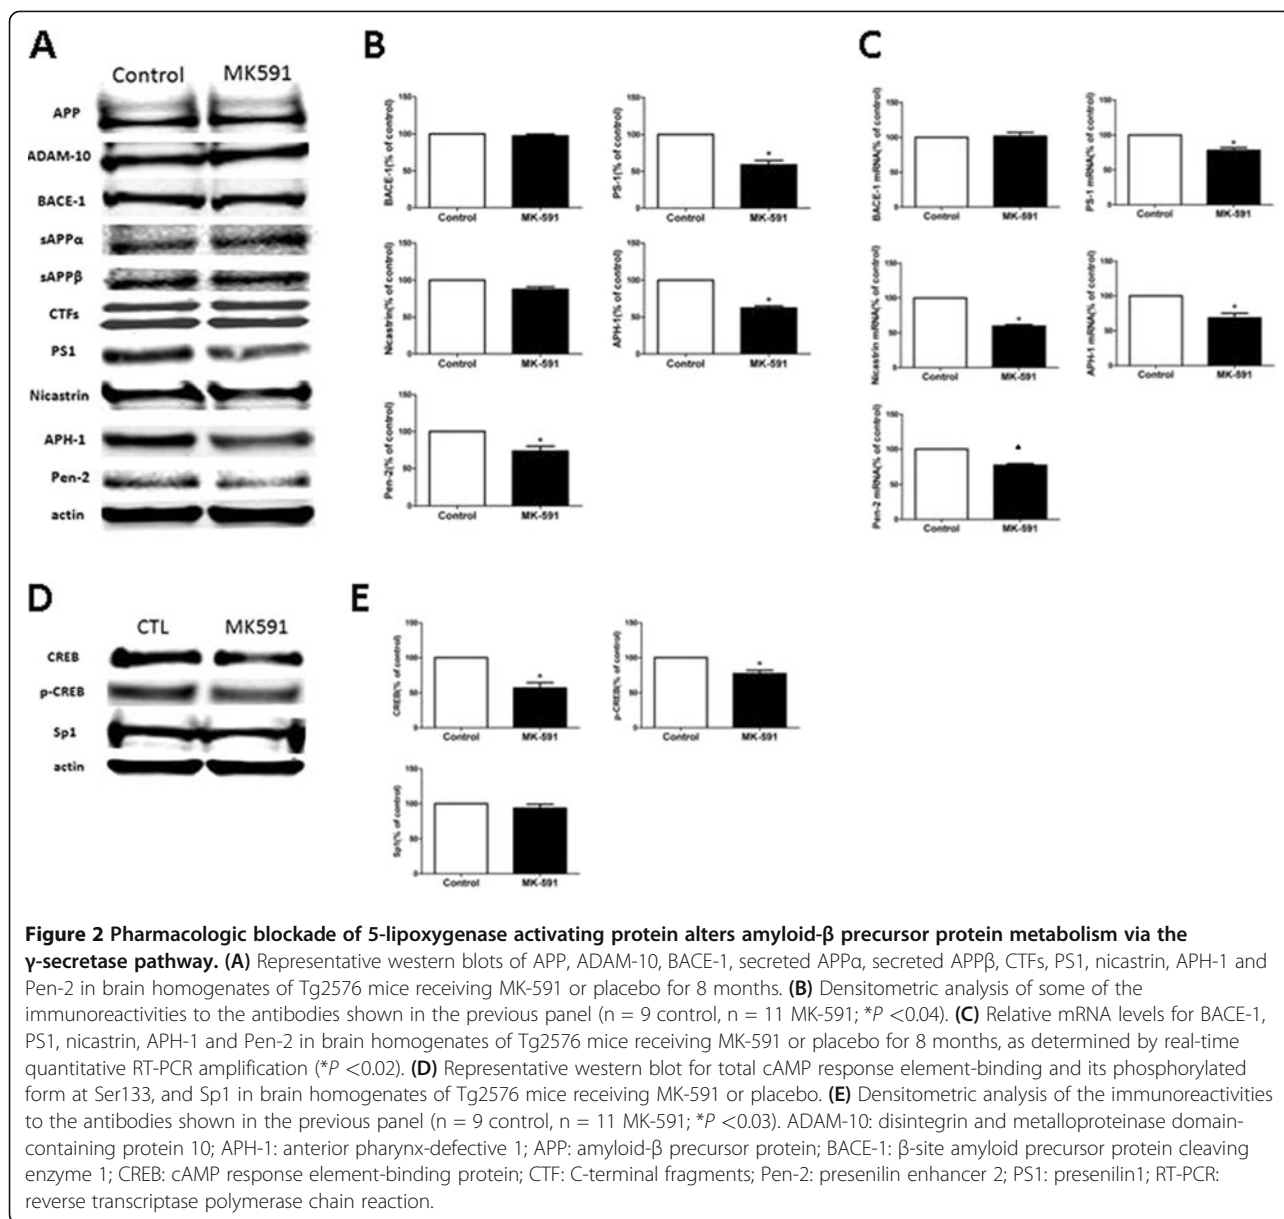 A
Control MK591
APP
ADAM-10
BACE-1
sAPPα
sAPPβ
CTFs
PS1
Nicastrin
APH-1
Pen-2
actin
B
BACE-1(% of control)
150
100
50
0
Control MK-591
PS-1(% of control)
150
100
50
0
Control MK-591
Nicastrin(% of control)
150
100
50
0
Control MK-591
APH-1(% of control)
150
100
50
0
Control MK-591
Pen-2(% of control)
150
100
50
0
Control MK-591
C
BACE-1 mRNA(% of control)
150
100
50
0
Control MK-591
PS-1 mRNA(% of control)
150
100
50
0
Control MK-591
Nicastrin mRNA(% of control)
150
100
50
0
Control MK-591
APH-1 mRNA(% of control)
150
100
50
0
Control MK-591
Pen-2 mRNA(% of control)
150
100
50
0
Control MK-591
D
CTL MK591
CREB
p-CREB
Sp1
actin
E
CREB(% of control)
150
100
50
0
Control MK-591
p-CREB(% of control)
150
100
50
0
Control MK-591
Sp1(% of control)
150
100
50
0
Control MK-591
Figure 2 Pharmacologic blockade of 5-lipoxygenase activating protein alters amyloid-β precursor protein metabolism via the
γ-secretase pathway. (A) Representative western blots of APP, ADAM-10, BACE-1, secreted APPα, secreted APPβ, CTFs, PS1, nicastrin, APH-1 and
Pen-2 in brain homogenates of Tg2576 mice receiving MK-591 or placebo for 8 months. (B) Densitometric analysis of some of the
immunoreactivities to the antibodies shown in the previous panel (n = 9 control, n = 11 MK-591; *P <0.04). (C) Relative mRNA levels for BACE-1,
PS1, nicastrin, APH-1 and Pen-2 in brain homogenates of Tg2576 mice receiving MK-591 or placebo for 8 months, as determined by real-time
quantitative RT-PCR amplification (*P <0.02). (D) Representative western blot for total cAMP response element-binding and its phosphorylated
form at Ser133, and Sp1 in brain homogenates of Tg2576 mice receiving MK-591 or placebo. (E) Densitometric analysis of the immunoreactivities
to the antibodies shown in the previous panel (n = 9 control, n = 11 MK-591; *P <0.03). ADAM-10: disintegrin and metalloproteinase domain-
containing protein 10; APH-1: anterior pharynx-defective 1; APP: amyloid-β precursor protein; BACE-1: β-site amyloid precursor protein cleaving
enzyme 1; CREB: cAMP response element-binding protein; CTF: C-terminal fragments; Pen-2: presenilin enhancer 2; PS1: presenilin1; RT-PCR:
reverse transcriptase polymerase chain reaction.